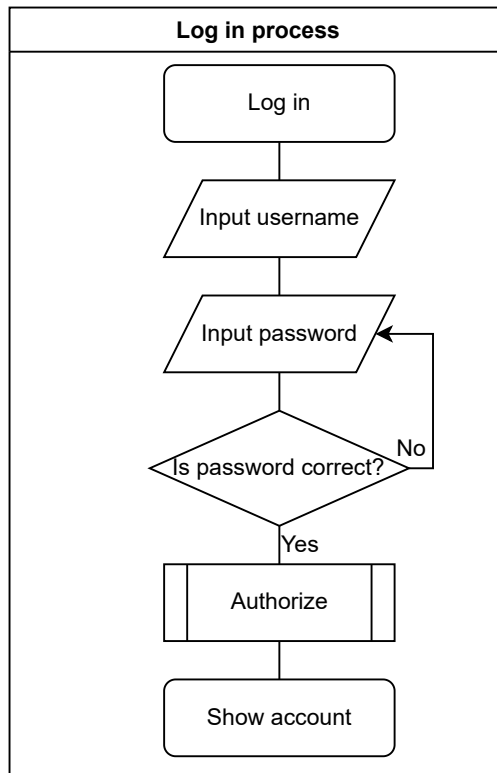 Log in process
Log in
Input username
Input password
Is password correct?
No
Yes
Authorize
Show account